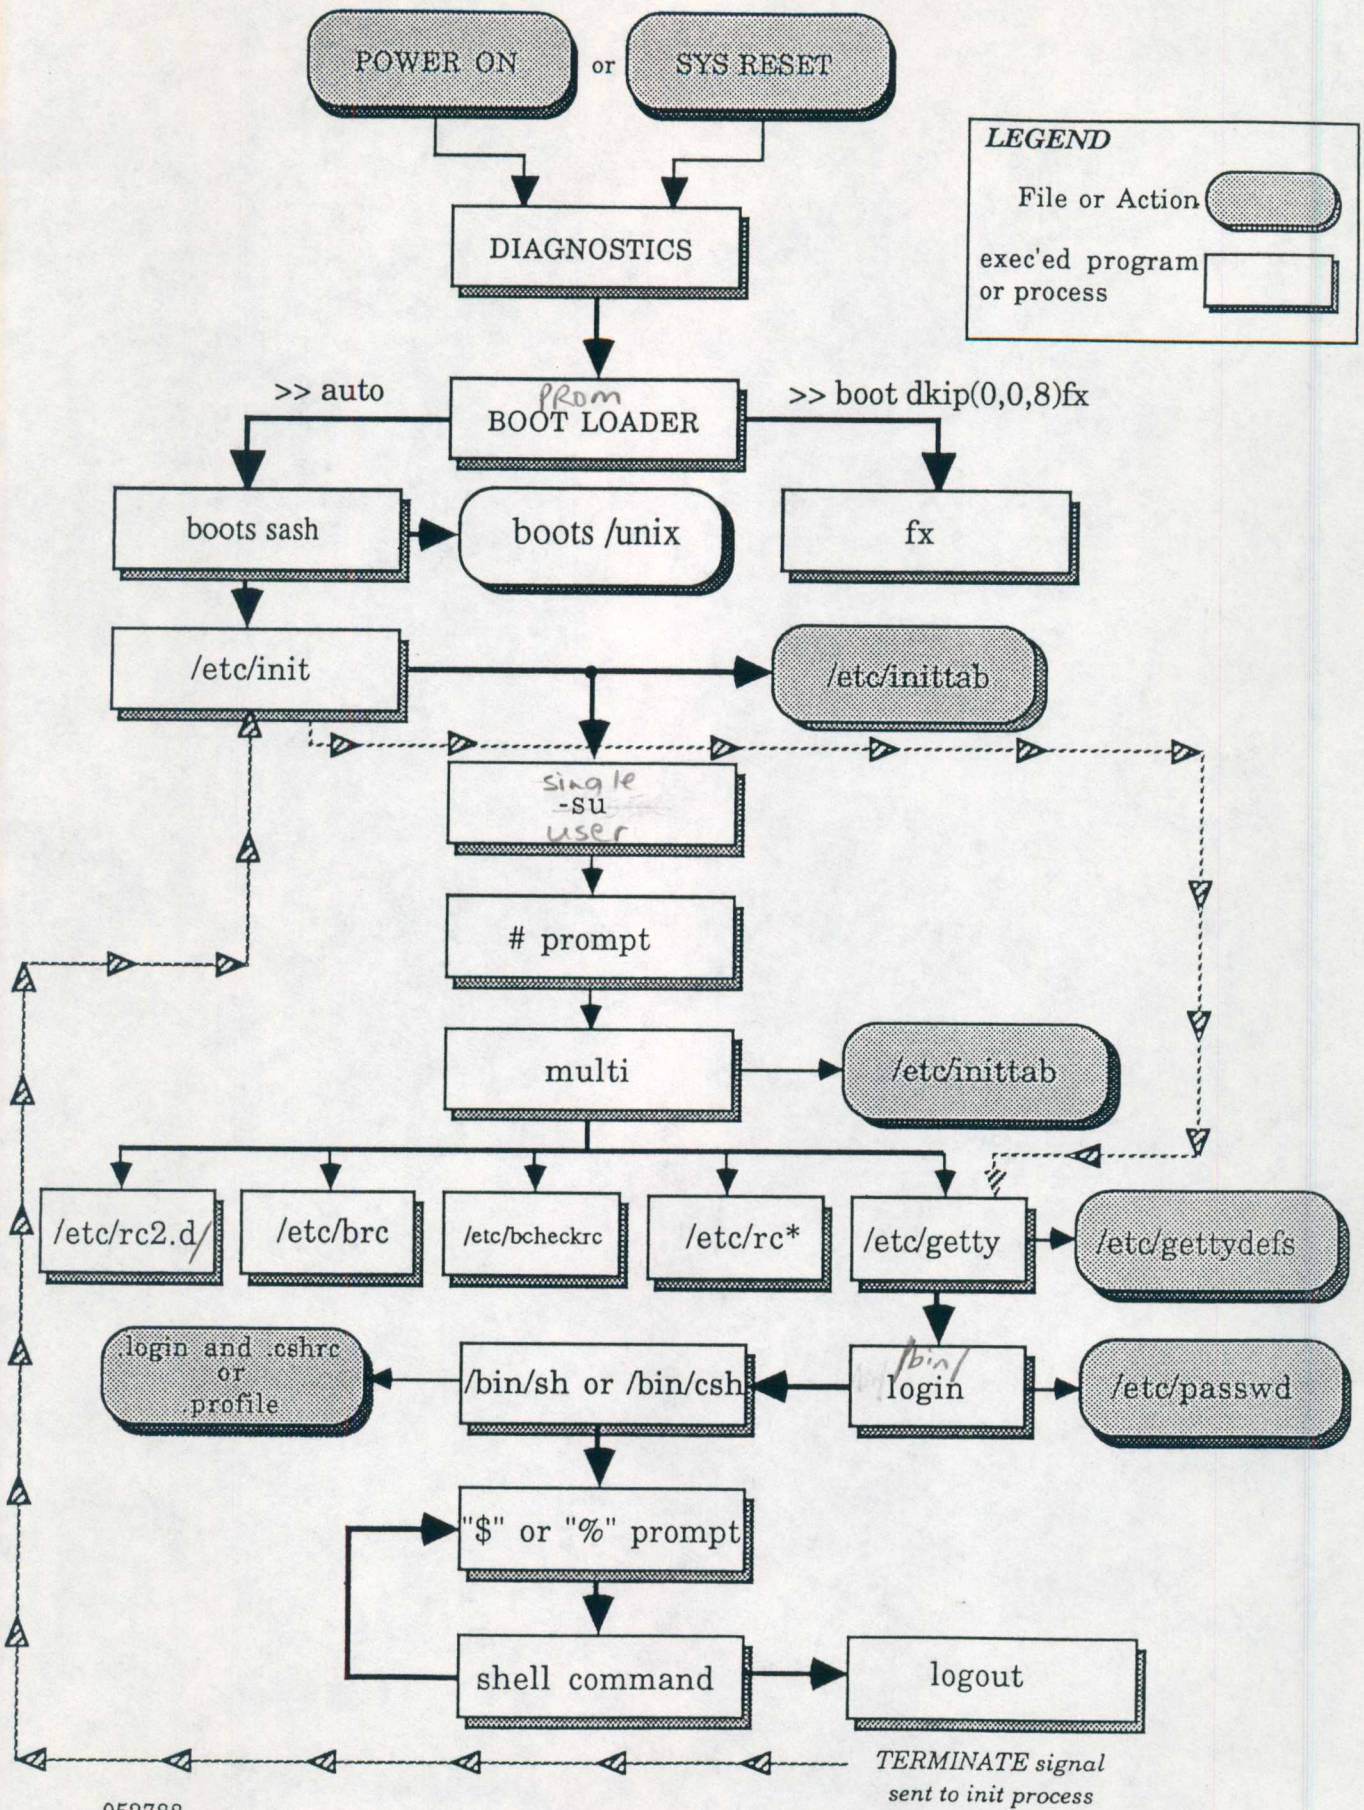 POWER ON
or
SYS RESET
LEGEND
File or Action
exec'ed program
or process
DIAGNOSTICS
>> auto
PROM
BOOT LOADER
>> boot dkip(0,0,8)fx
boots sash
boots /unix
fx
/etc/init
/etc/inittab
single
-su
user
# prompt
multi
/etc/inittab
/etc/rc2.d/
/etc/brc
/etc/bcheckrc
/etc/rc*
/etc/getty
/etc/gettydefs
.login and .cshrc
or
.profile
/bin/sh or /bin/csh
/bin/
login
/etc/passwd
"$" or "%" prompt
shell command
logout
TERMINATE signal
sent to init process